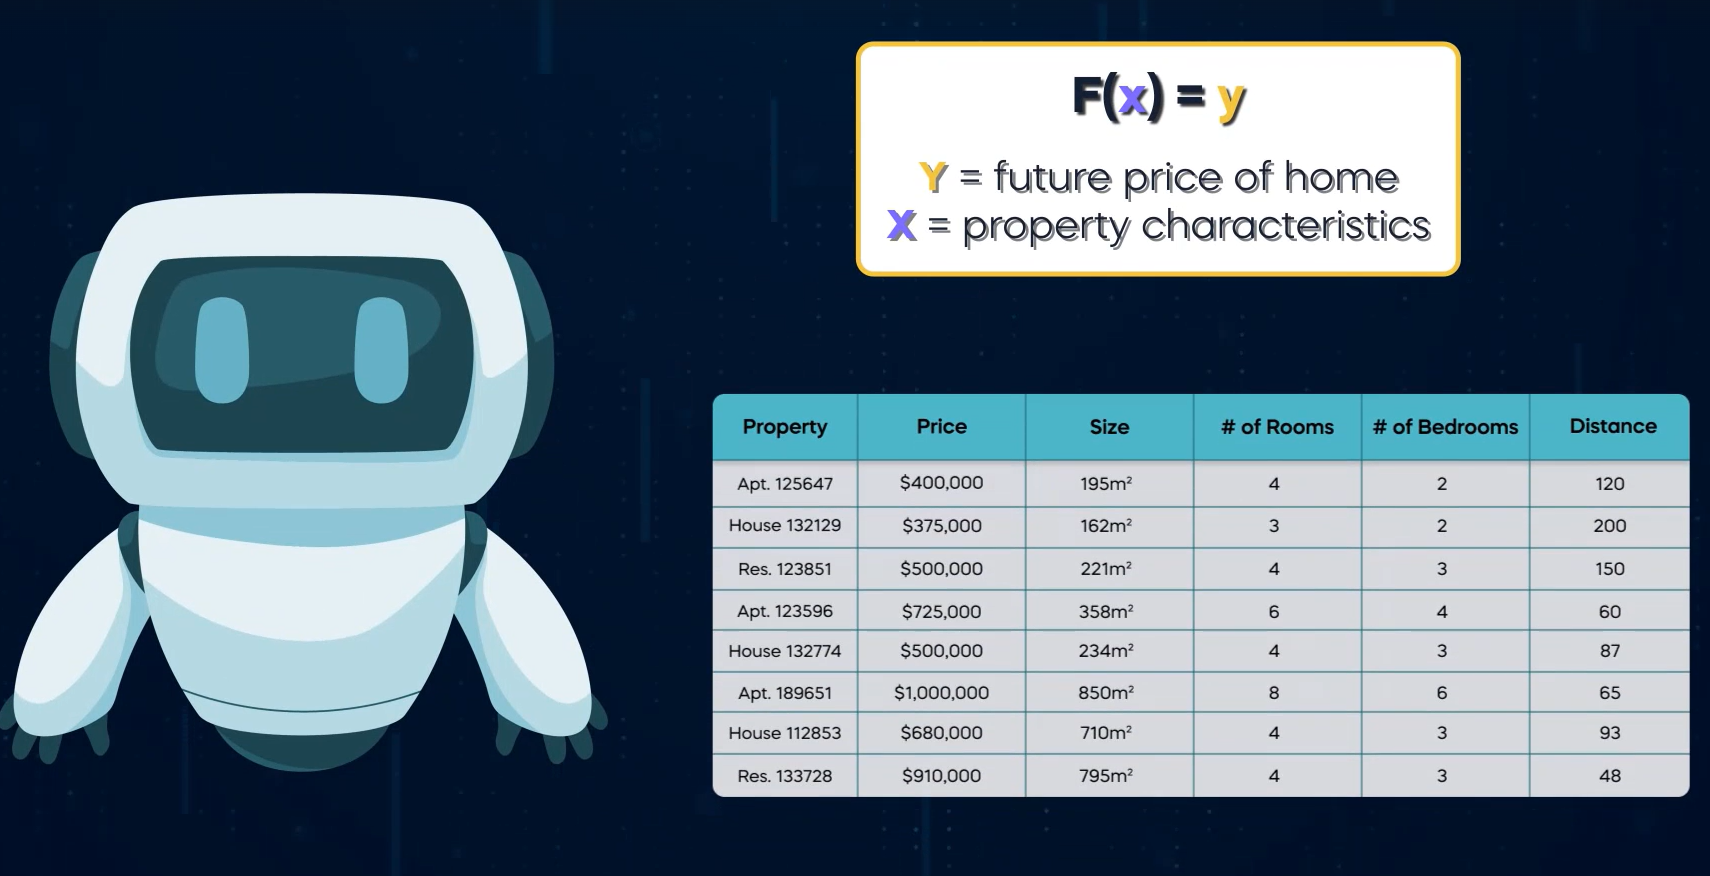 F(x) = y
Y = future price of home
X = property characteristics
Property Price Size # of Rooms # of Bedrooms Distance
Apt. 125647 $400,000 195m² 4 2 120
House 132129 $375,000 162m² 3 2 200
Res. 123851 $500,000 221m² 4 3 150
Apt. 123596 $725,000 358m² 6 4 60
House 132774 $500,000 234m² 4 3 87
Apt. 189651 $1,000,000 850m² 8 6 65
House 112853 $680,000 710m² 4 3 93
Res. 133728 $910,000 795m² 4 3 48